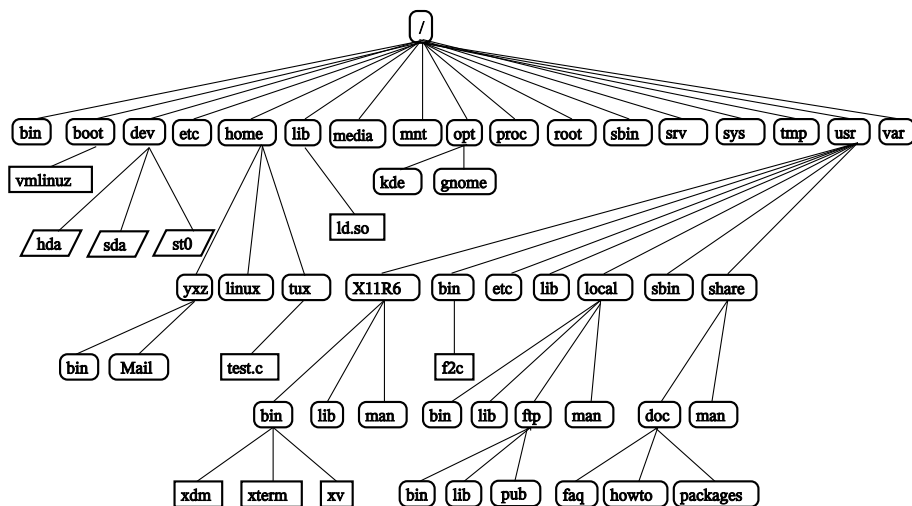 /
bin boot dev etc home lib media mnt opt proc root sbin srv sys tmp usr var
vmlinuz kde gnome
hda sda st0 ld.so
yxz linux tux X11R6 bin etc lib local sbin share
bin Mail test.c f2c
bin lib man bin lib ftp man doc man
xdm xterm xv bin lib pub faq howto packages